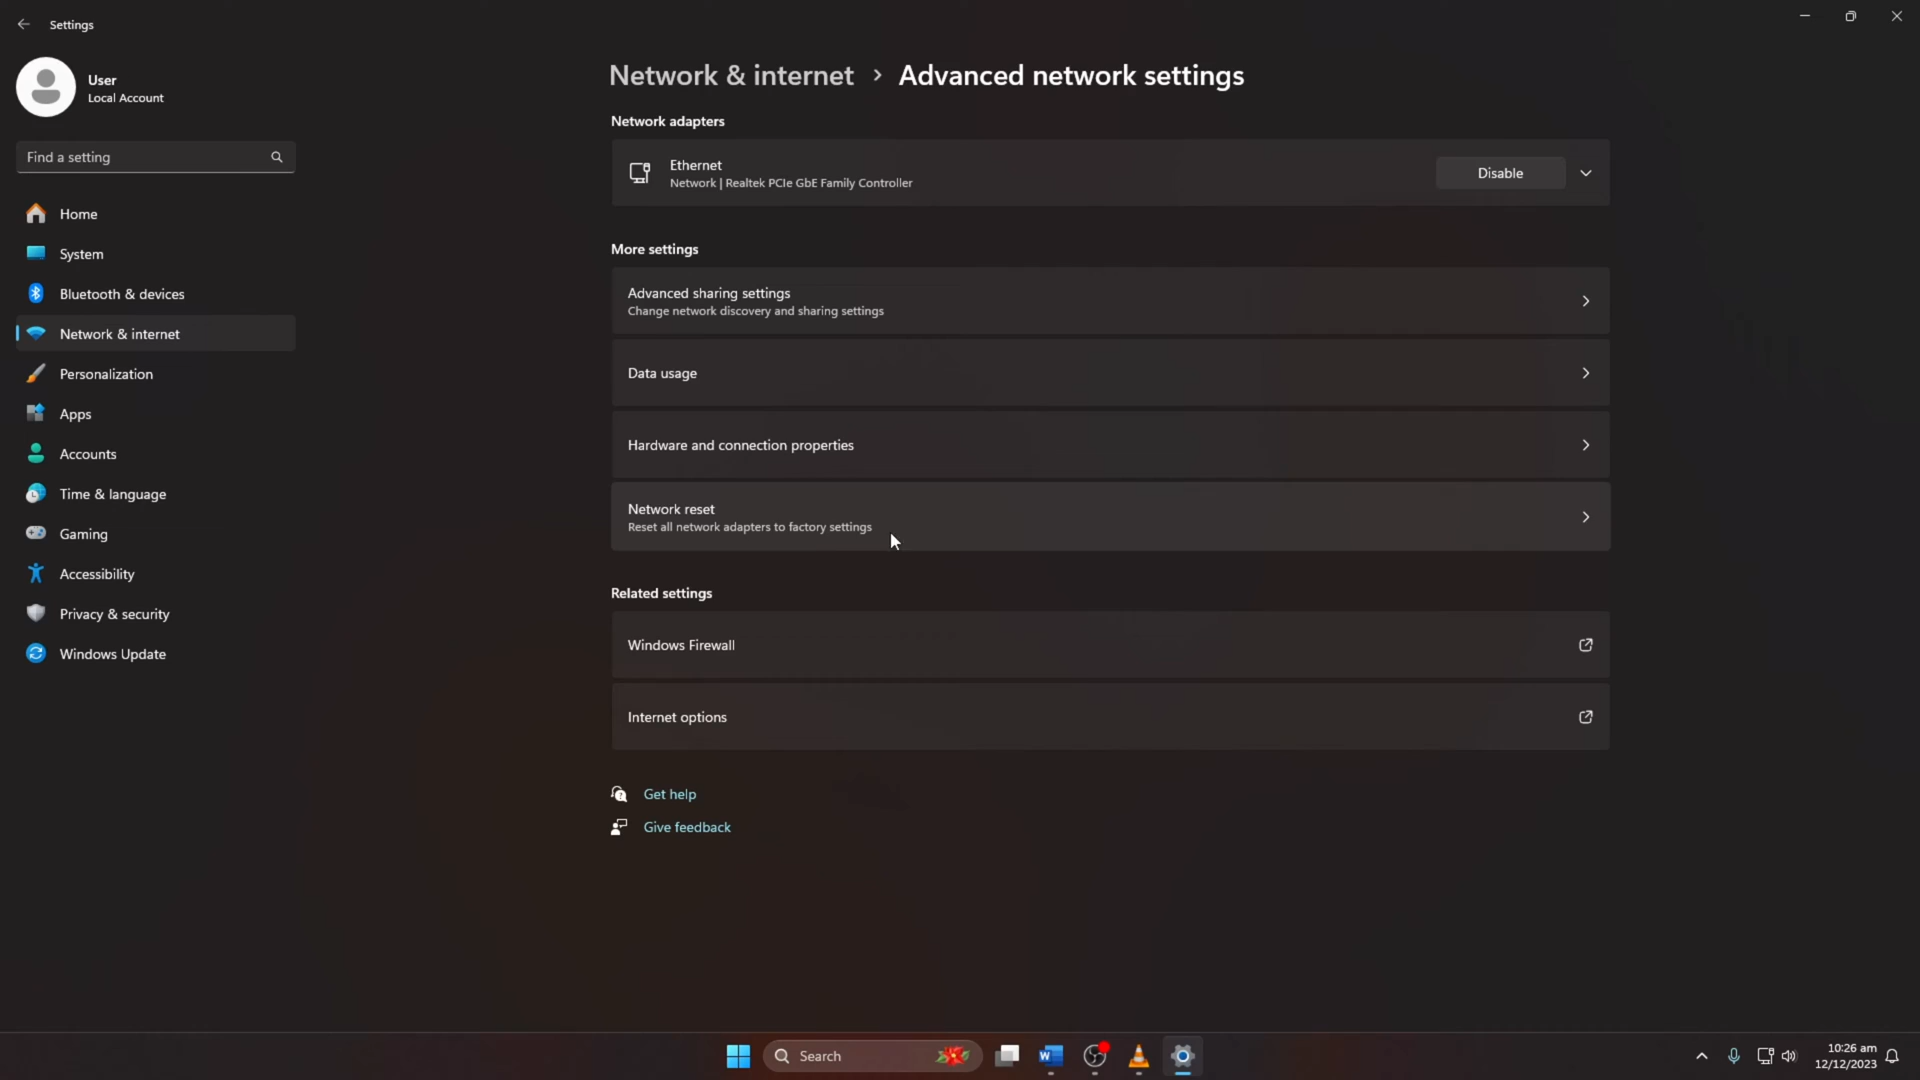 Settings
User
Local Account
Find a setting
Home
System
Bluetooth & devices
Network & internet
Personalization
Apps
Accounts
Time & language
Gaming
Accessibility
Privacy & security
Windows Update
Network & internet > Advanced network settings
Network adapters
Ethernet
Network | Realtek PCIe GbE Family Controller
Disable
More settings
Advanced sharing settings
Change network discovery and sharing settings
Data usage
Hardware and connection properties
Network reset
Reset all network adapters to factory settings
Related settings
Windows Firewall
Internet options
Get help
Give feedback
Search
10:26 am
12/12/2023